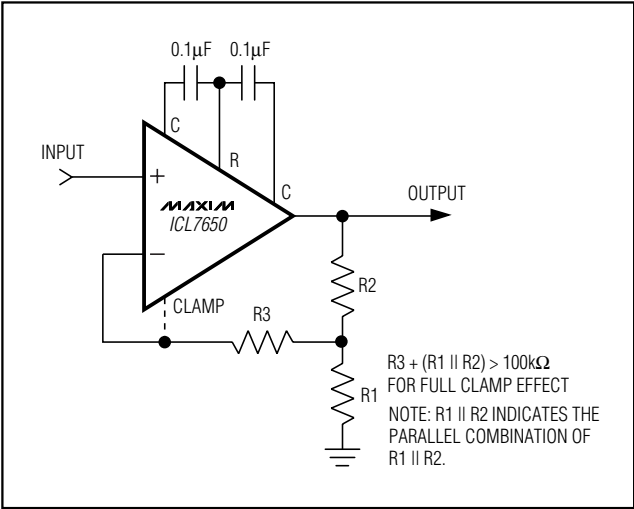 0.1µF 0.1µF
C
R
INPUT
C
+
OUTPUT
MAXIM
ICL7650
−
R2
CLAMP
R3
R3 + (R1 || R2) > 100kΩ
FOR FULL CLAMP EFFECT
R1
NOTE: R1 || R2 INDICATES THE
PARALLEL COMBINATION OF
R1 || R2.